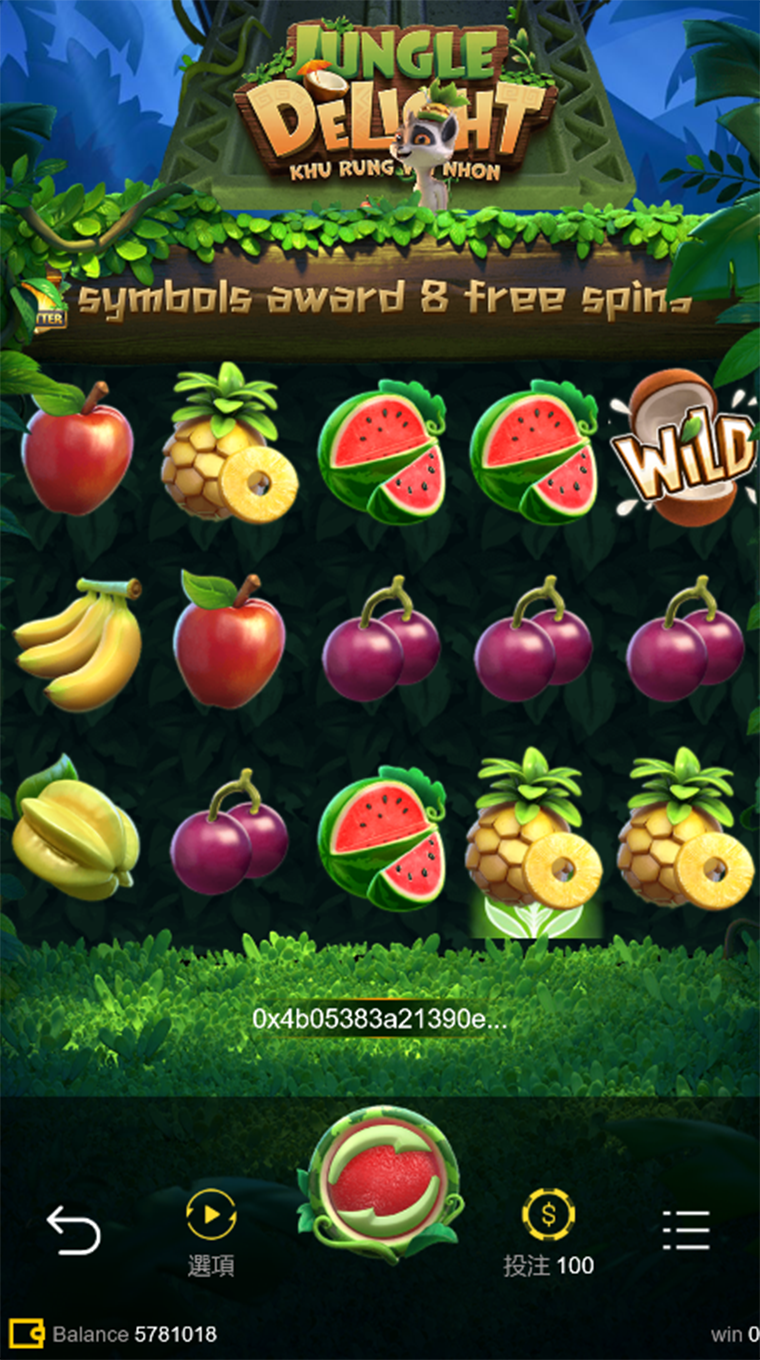 JUNGLE
DELIGHT
KHU RUNG NHON
TTER symbols award 8 free spins
WILD
0x4b05383a21390e...
選項
投注 100
Balance 5781018
win 0